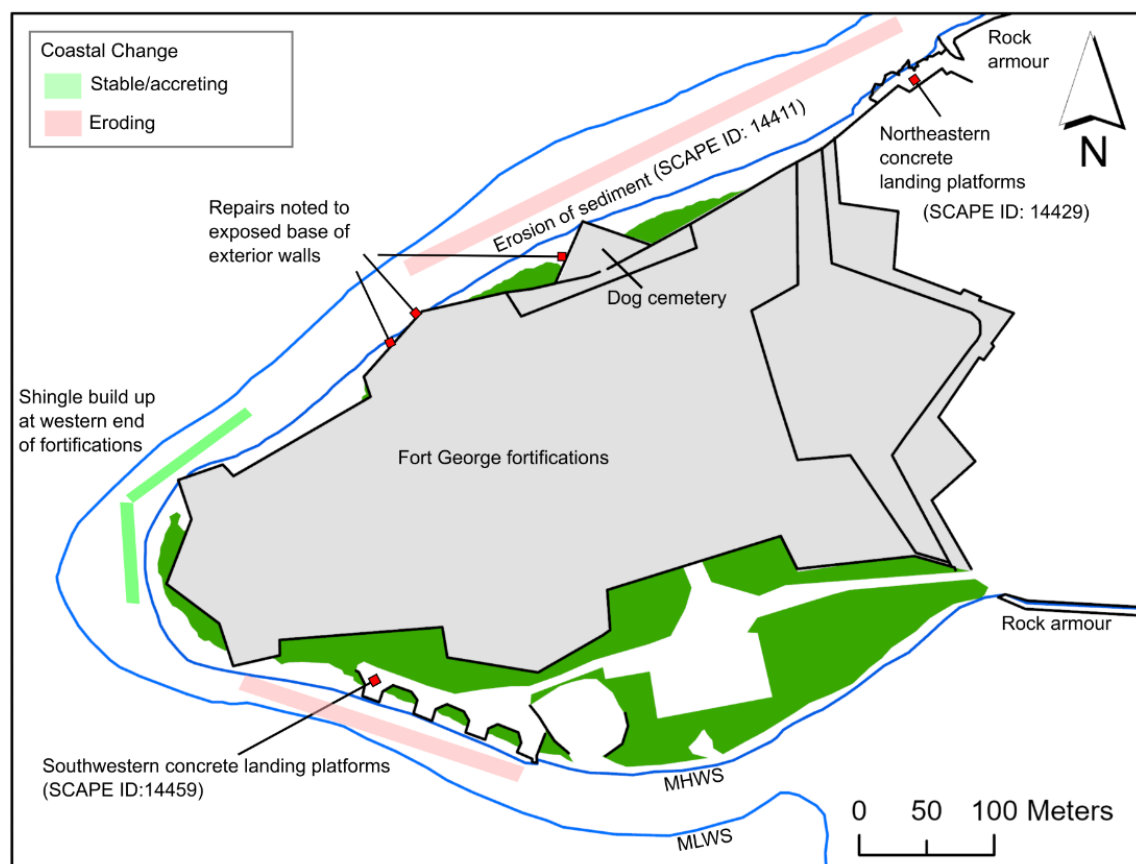 Coastal Change
Stable/accreting
Eroding
Rock
armour
N
Northeastern
concrete
landing platforms
(SCAPE ID: 14429)
Erosion of sediment (SCAPE ID: 14411)
Repairs noted to
exposed base of
exterior walls
Dog cemetery
Shingle build up
at western end
of fortifications
Fort George fortifications
Rock armour
Southwestern concrete landing platforms
(SCAPE ID:14459)
MHWS
MLWS
0 50 100 Meters